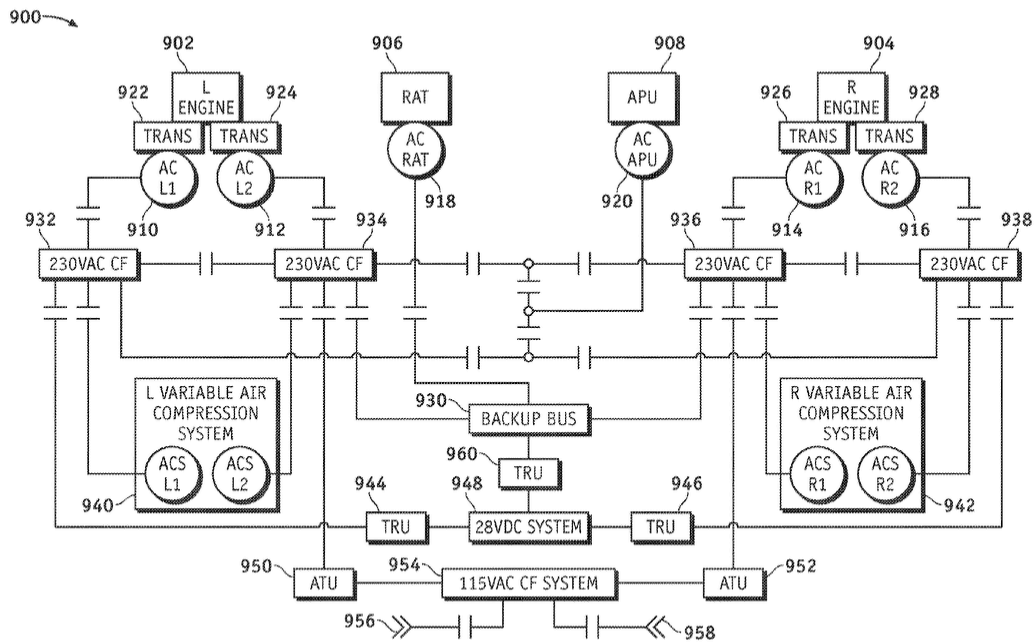 900
902
906
908
904
L
ENGINE
RAT
APU
R
ENGINE
922
924
926
928
TRANS
TRANS
TRANS
TRANS
AC
L1
AC
L2
AC
RAT
AC
APU
AC
R1
AC
R2
910
912
918
920
914
916
932
934
936
938
230VAC CF
230VAC CF
230VAC CF
230VAC CF
L VARIABLE AIR
COMPRESSION
SYSTEM
ACS
L1
ACS
L2
940
R VARIABLE AIR
COMPRESSION
SYSTEM
ACS
R1
ACS
R2
942
930
BACKUP BUS
960
TRU
944
948
946
TRU
28VDC SYSTEM
TRU
950
954
952
ATU
115VAC CF SYSTEM
ATU
956
958